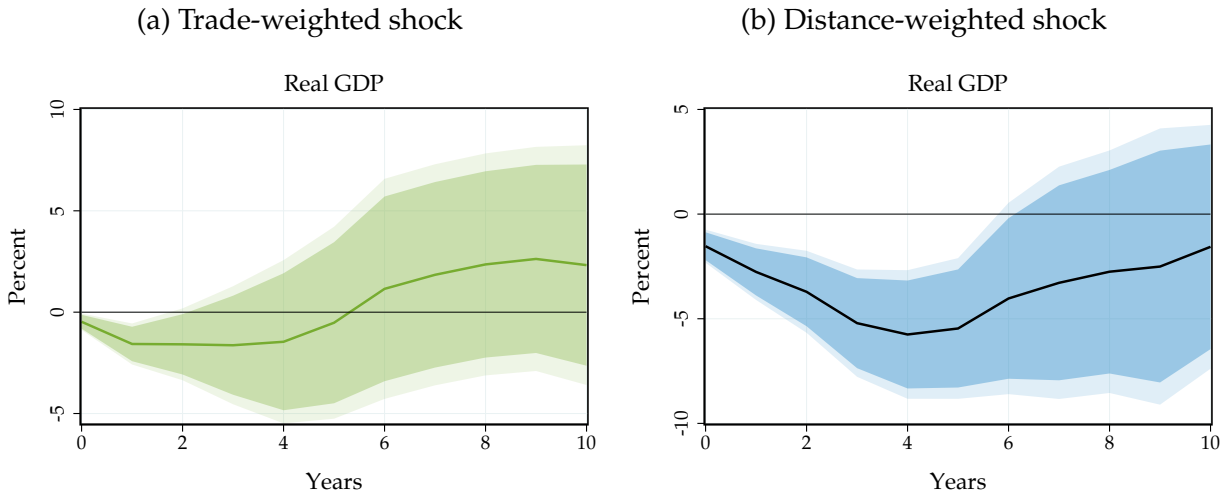 (a) Trade-weighted shock
Real GDP
Percent
10
5
0
-5
0 2 4 6 8 10
Years
(b) Distance-weighted shock
Real GDP
Percent
5
0
-5
-10
0 2 4 6 8 10
Years